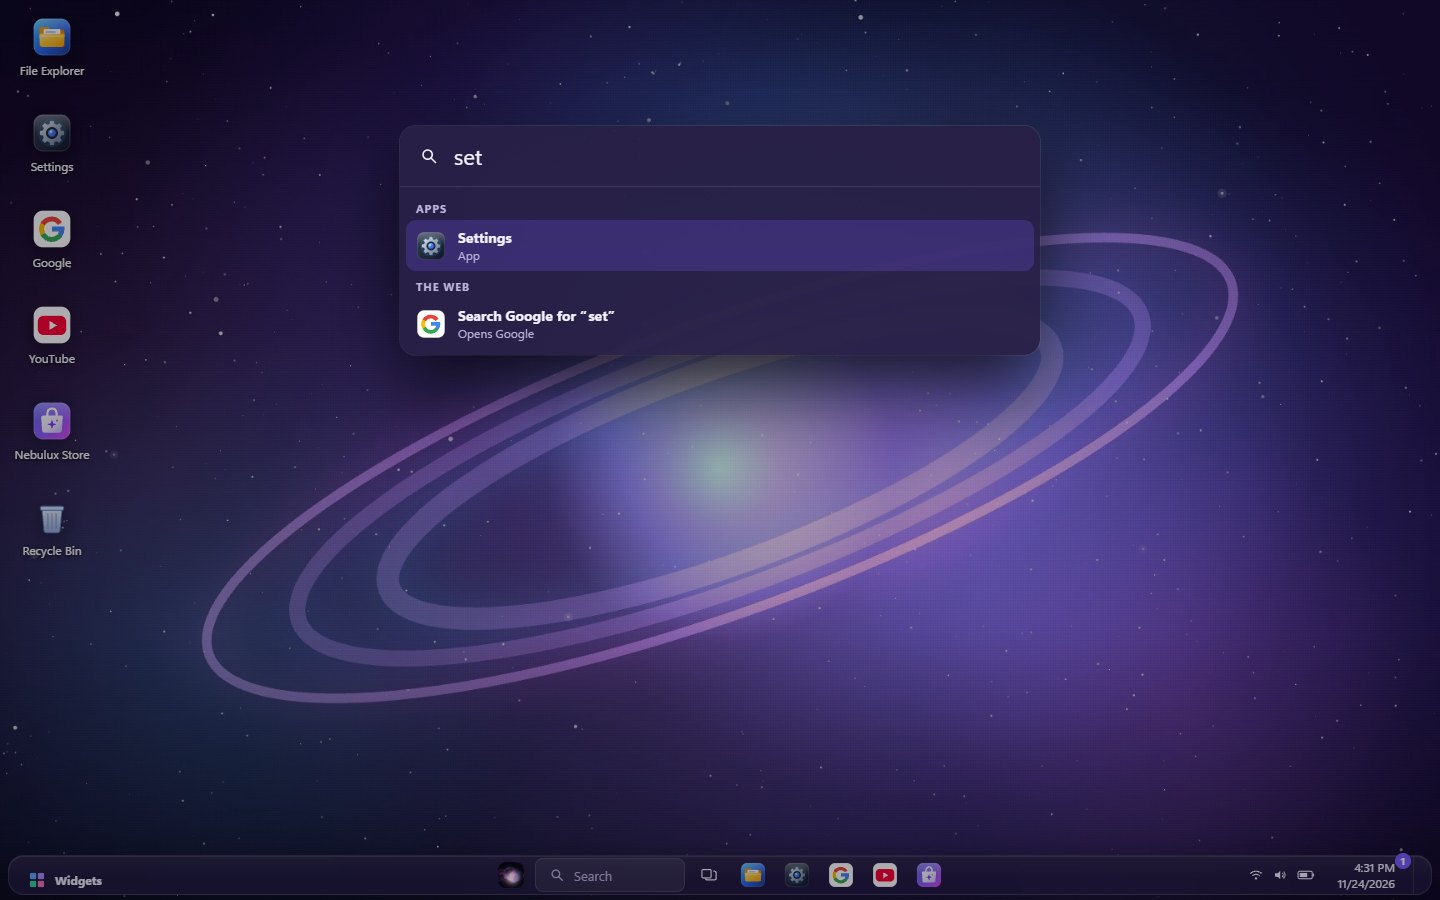 File Explorer
Settings
Google
YouTube
Nebulux Store
Recycle Bin
set
APPS
Settings
App
THE WEB
Search Google for “set”
Opens Google
Widgets
Search
4:31 PM
11/24/2026
1